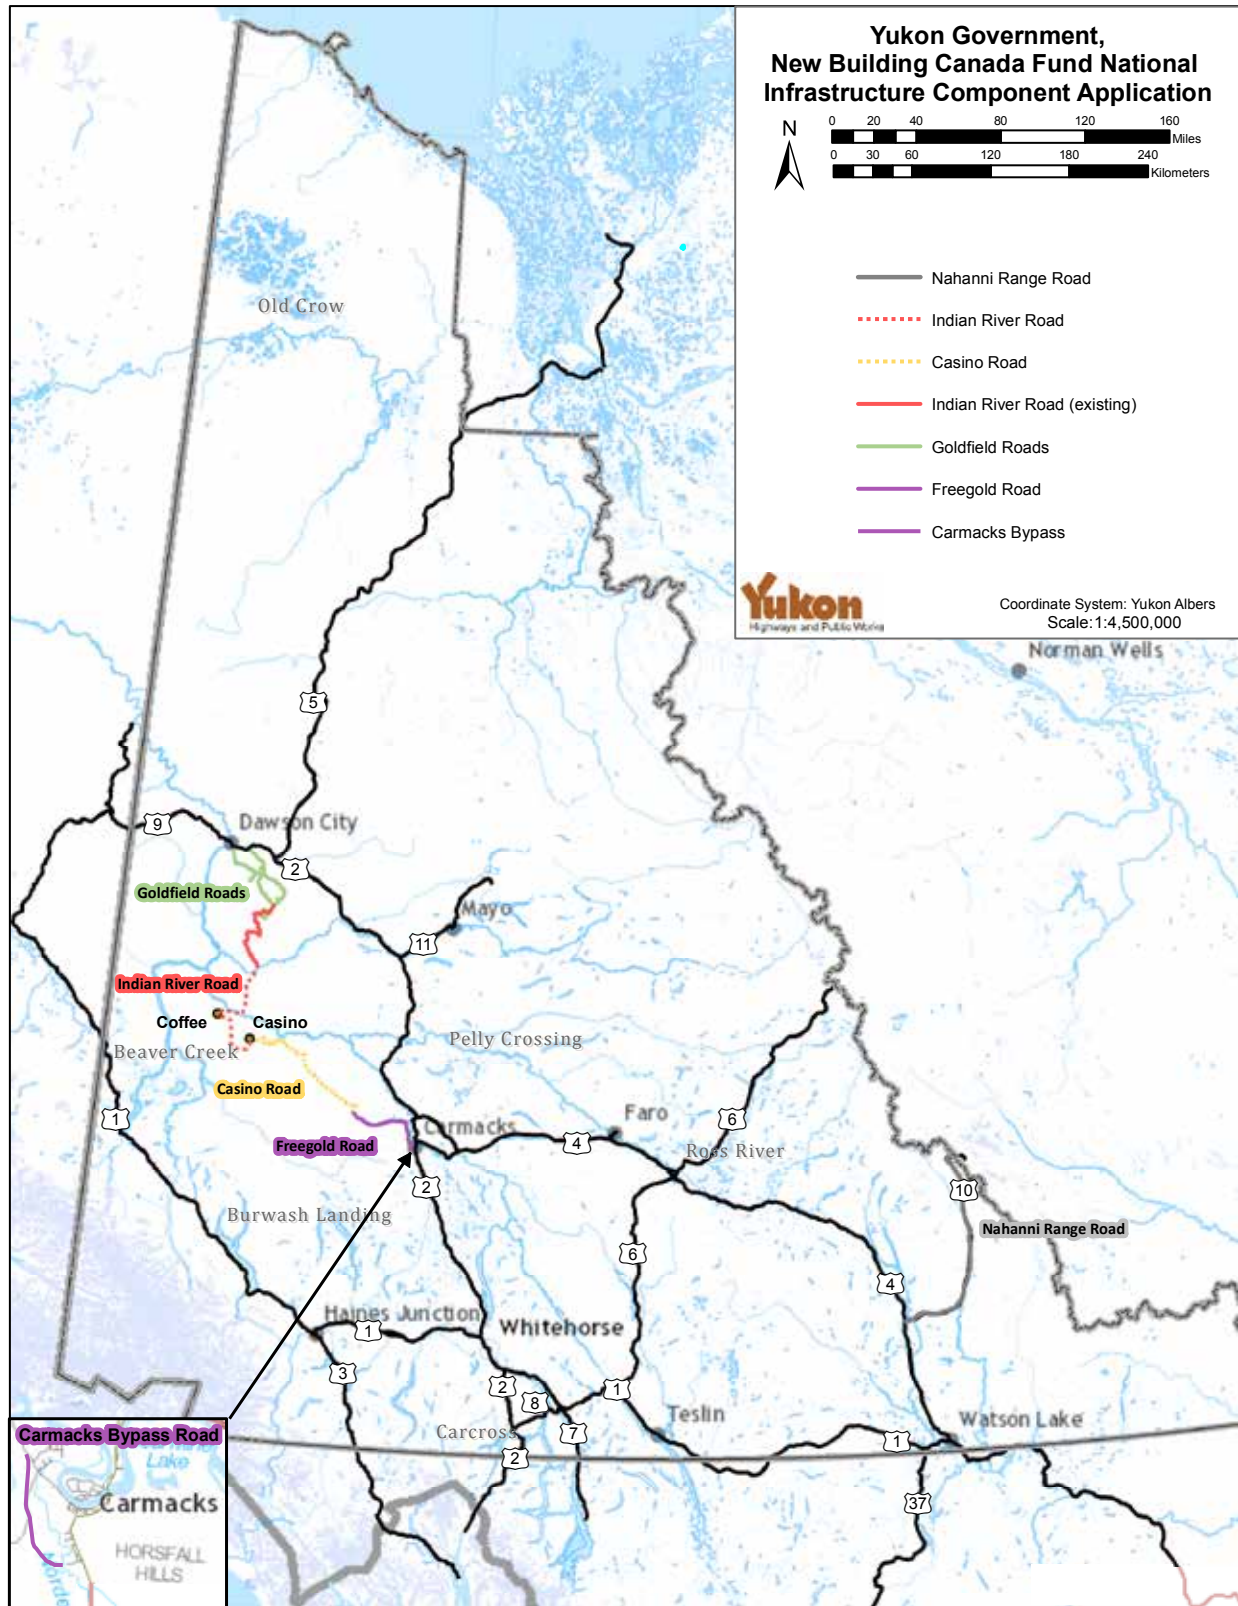 Yukon Government,
New Building Canada Fund National
Infrastructure Component Application
N
0 20 40 80 120 160
Miles
0 30 60 120 180 240
Kilometers
Nahanni Range Road
Indian River Road
Casino Road
Indian River Road (existing)
Goldfield Roads
Freegold Road
Carmacks Bypass
Yukon
Highways and Public Works
Coordinate System: Yukon Albers
Scale:1:4,500,000
Old Crow
Norman Wells
5
9
Dawson City
2
Goldfield Roads
Mayo
11
Indian River Road
Coffee
Casino
Beaver Creek
Pelly Crossing
Casino Road
1
Freegold Road
Carmacks
4
Faro
6
Ross River
2
10
Burwash Landing
Nahanni Range Road
6
4
Haines Junction
1
Whitehorse
3
2
8
1
7
Teslin
Carcross
2
1
Watson Lake
37
Carmacks Bypass Road
Lake
Carmacks
HORSFALL
HILLS